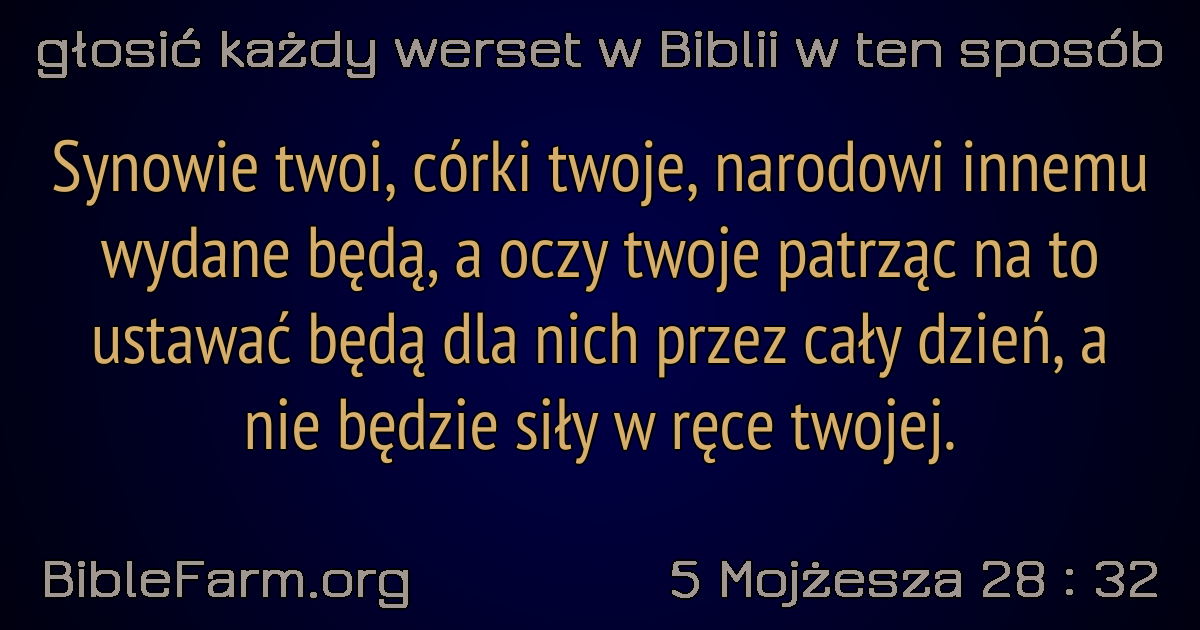 głosić każdy werset w Biblii w ten sposób
Synowie twoi, córki twoje, narodowi innemu
wydane będą, a oczy twoje patrząc na to
ustawać będą dla nich przez cały dzień, a
nie będzie siły w ręce twojej.
BibleFarm.org
5 Mojżesza 28 : 32